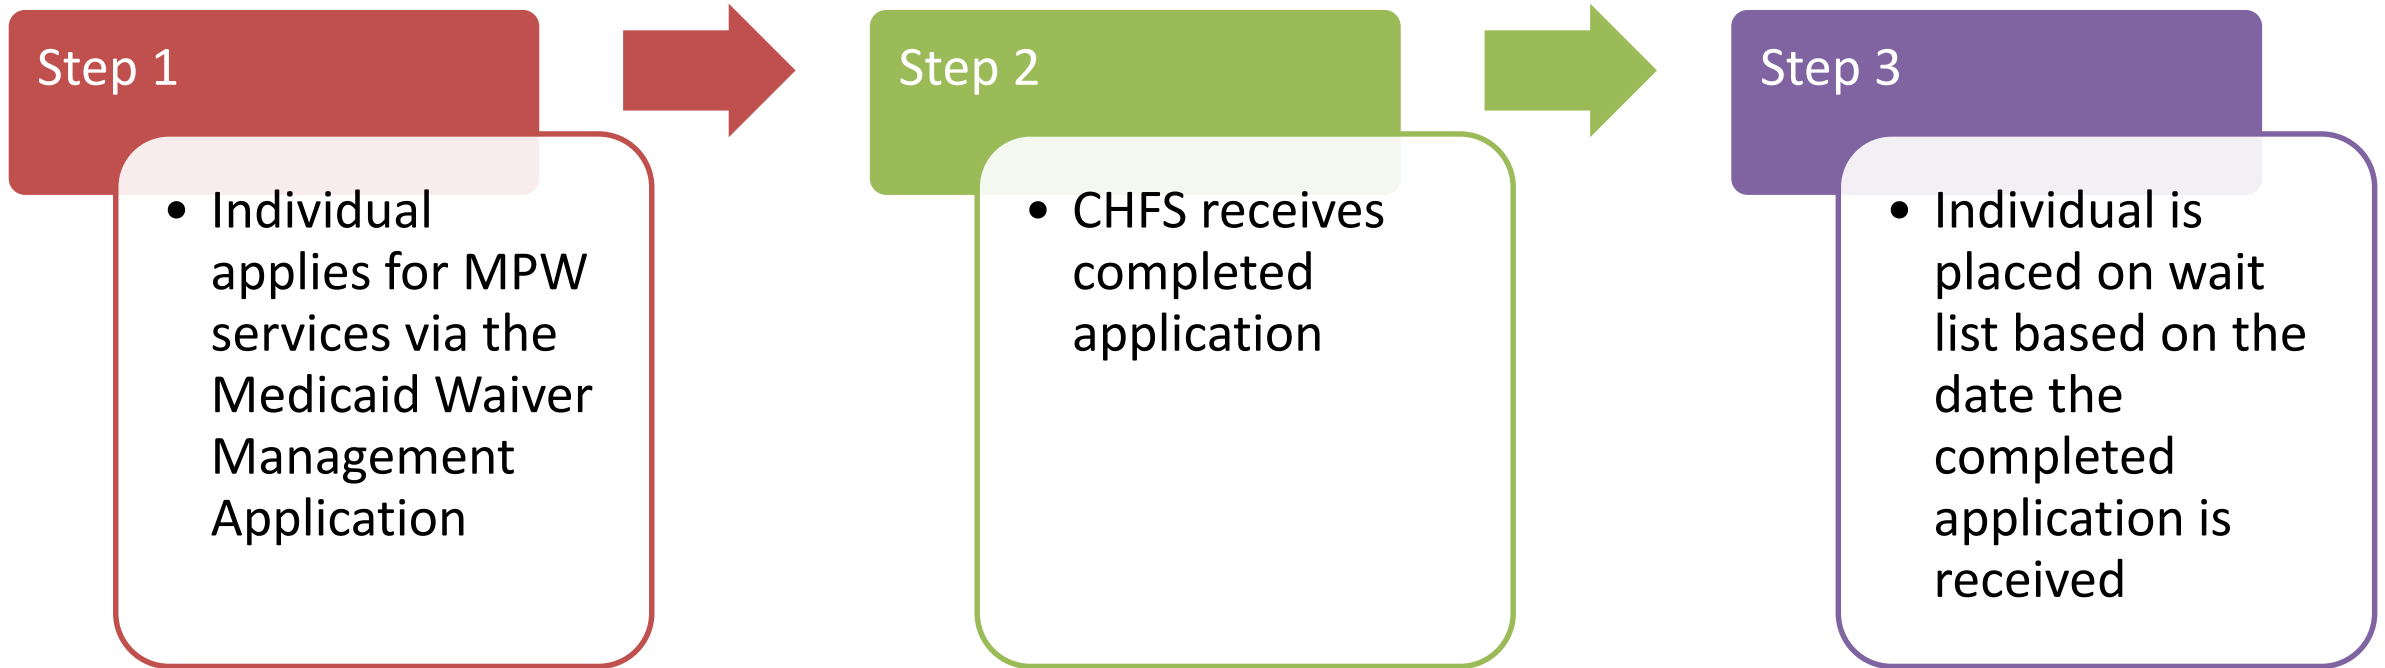 Step 1
• Individual
applies for MPW
services via the
Medicaid Waiver
Management
Application
Step 2
• CHFS receives
completed
application
Step 3
• Individual is
placed on wait
list based on the
date the
completed
application is
received